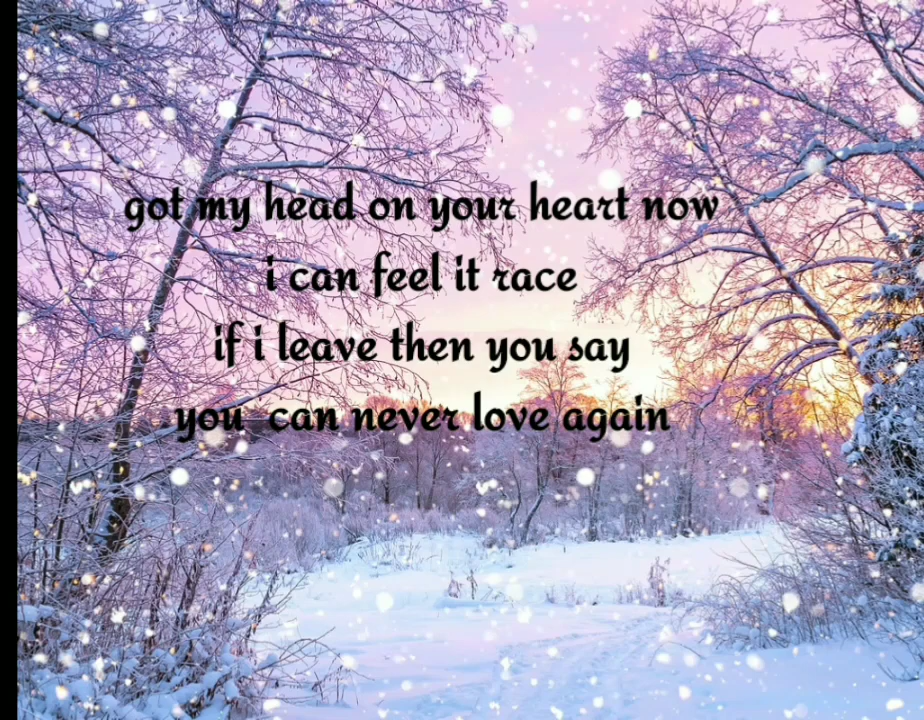 got my head on your heart now
i can feel it race
if i leave then you say
you can never love again